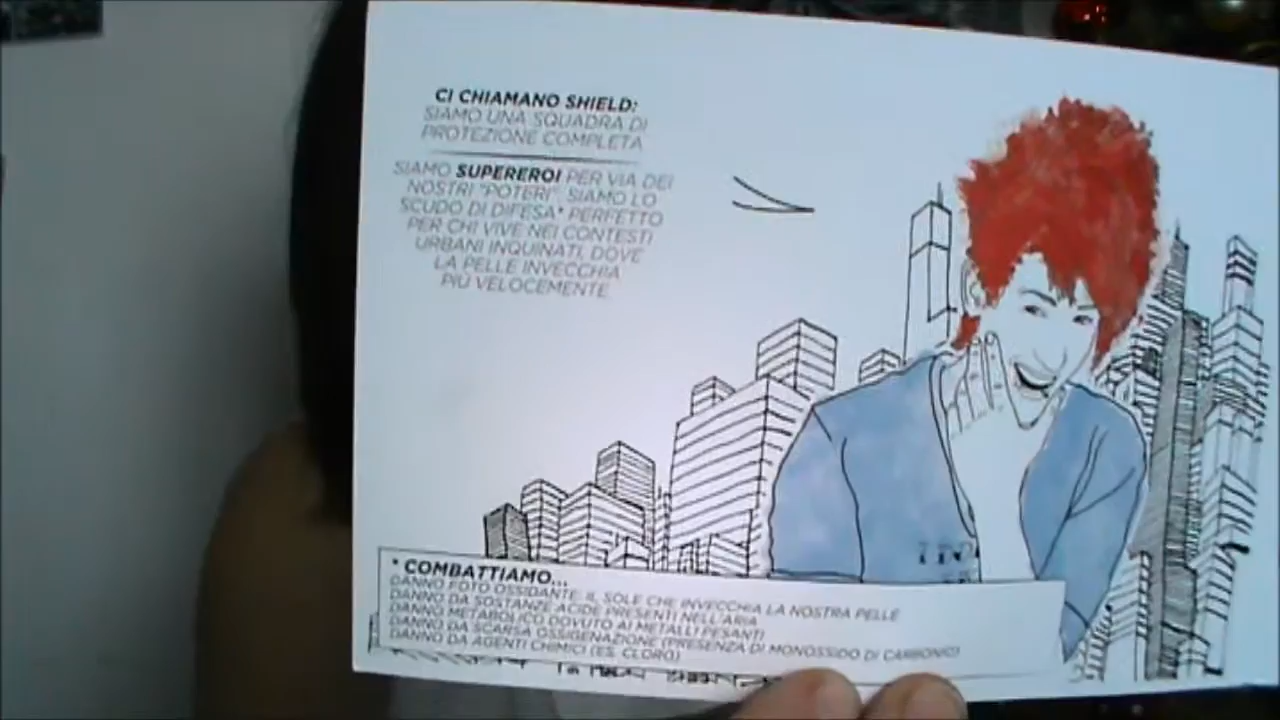 CI CHIAMANO SHIELD:
SIAMO UNA SQUADRA DI
PROTEZIONE COMPLETA
SIAMO SUPEREROI PER VIA DEI
NOSTRI "POTERI". SIAMO LO
SCUDO DI DIFESA* PERFETTO
PER CHI VIVE NEI CONTESTI
URBANI INQUINATI, DOVE
LA PELLE INVECCHIA
PIÙ VELOCEMENTE
* COMBATTIAMO...
DANNO FOTO OSSIDANTE: IL SOLE CHE INVECCHIA LA NOSTRA PELLE
DANNO DA SOSTANZE ACIDE PRESENTI NELL'ARIA
DANNO METABOLICO DOVUTO AI METALLI PESANTI
DANNO DA SCARSA OSSIGENAZIONE (PRESENZA DI MONOSSIDO DI CARBONIO)
DANNO DA AGENTI CHIMICI (ES. CLORO)